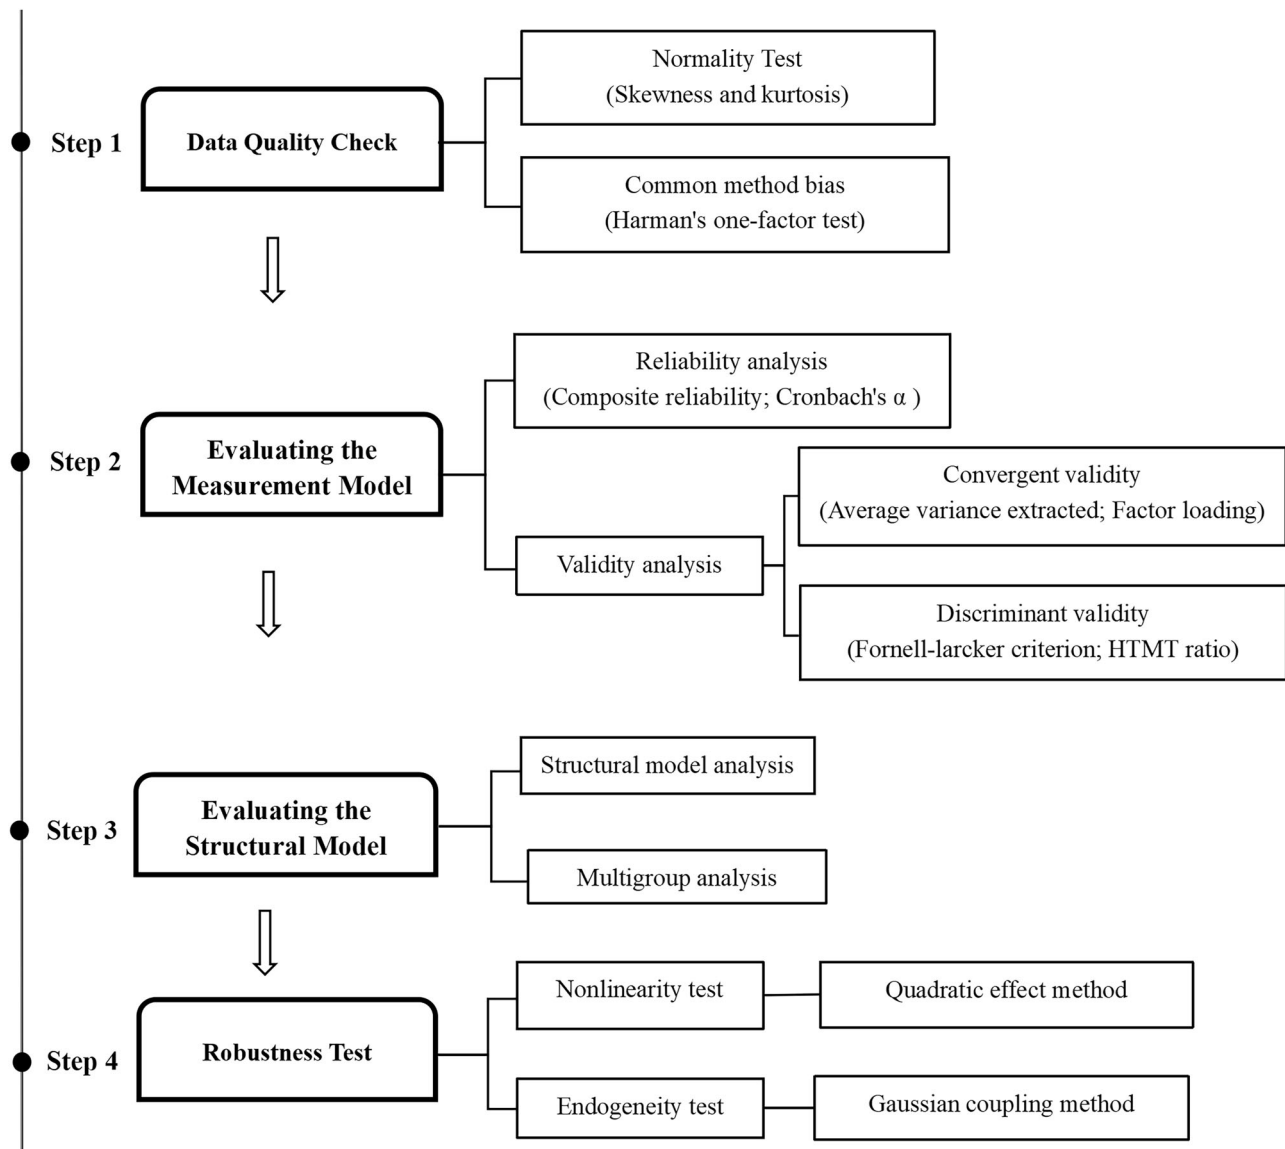 Step 1
Data Quality Check
Normality Test
(Skewness and kurtosis)
Common method bias
(Harman's one-factor test)
Step 2
Evaluating the
Measurement Model
Reliability analysis
(Composite reliability; Cronbach's α )
Validity analysis
Convergent validity
(Average variance extracted; Factor loading)
Discriminant validity
(Fornell-larcker criterion; HTMT ratio)
Step 3
Evaluating the
Structural Model
Structural model analysis
Multigroup analysis
Step 4
Robustness Test
Nonlinearity test
Quadratic effect method
Endogeneity test
Gaussian coupling method